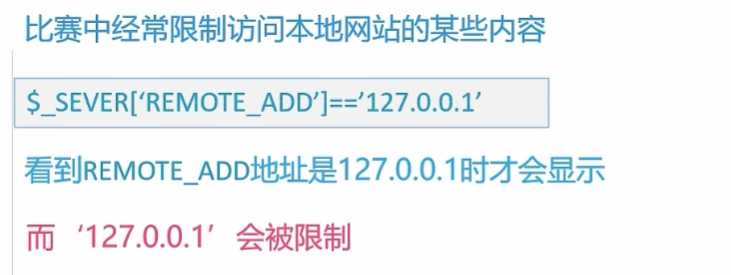 比赛中经常限制访问本地网站的某些内容
$_SEVER[‘REMOTE_ADD’]==’127.0.0.1’
看到REMOTE_ADD地址是127.0.0.1时才会显示
而‘127.0.0.1’ 会被限制